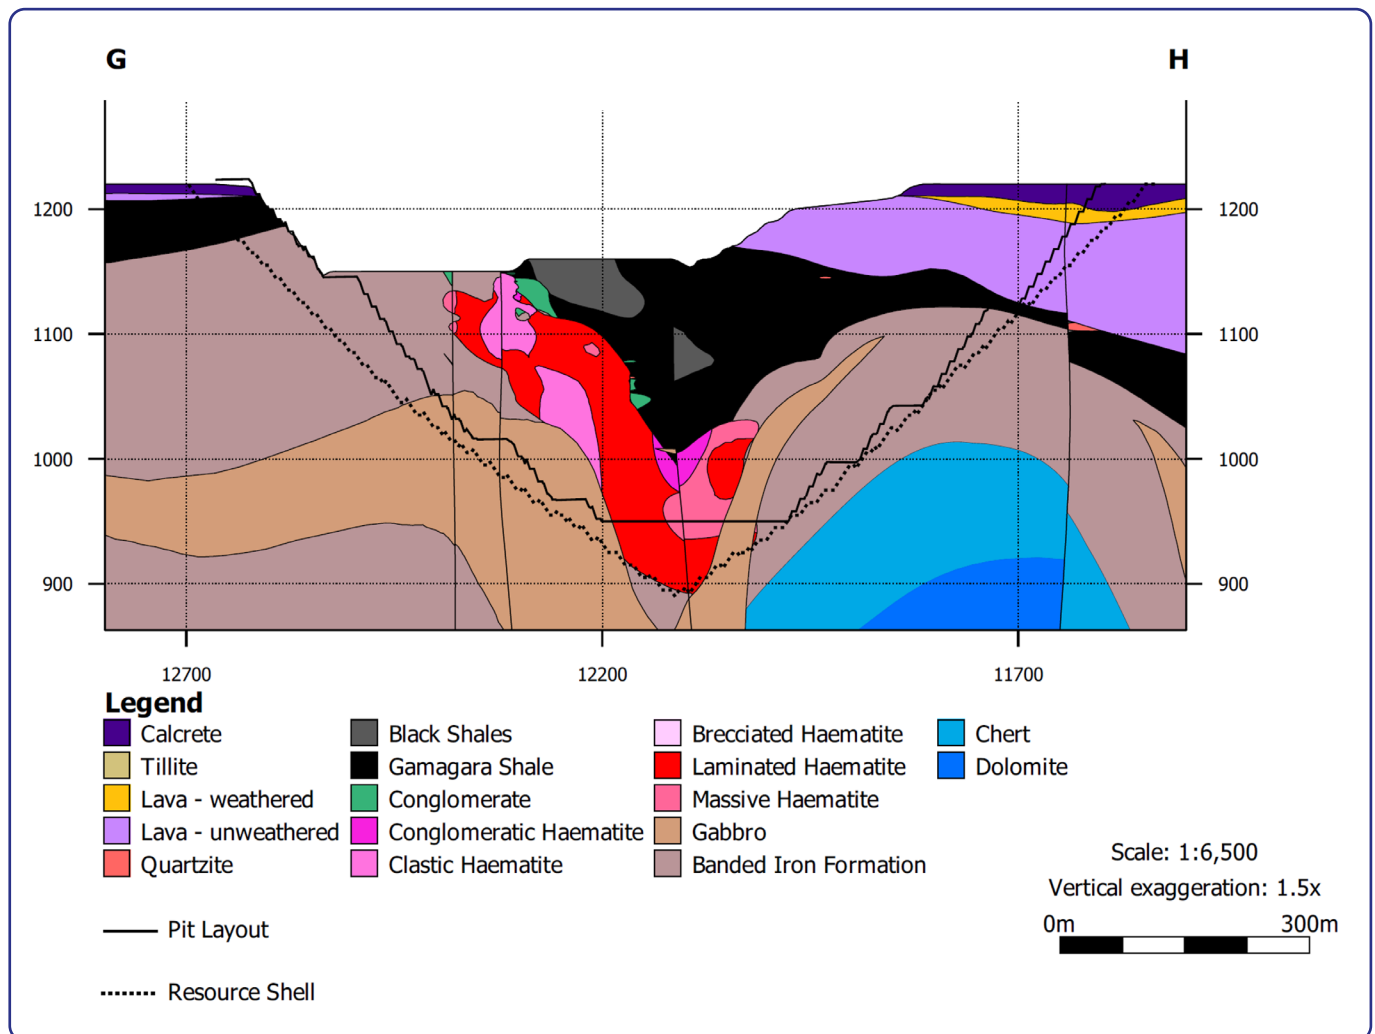 G
H
1200
1200
1100
1100
1000
1000
900
900
12700
12200
11700
Legend
Calcrete
Black Shales
Brecciated Haematite
Chert
Tillite
Gamagara Shale
Laminated Haematite
Dolomite
Lava - weathered
Conglomerate
Massive Haematite
Lava - unweathered
Conglomeratic Haematite
Gabbro
Quartzite
Clastic Haematite
Banded Iron Formation
Scale: 1:6,500
Vertical exaggeration: 1.5x
0m
300m
Pit Layout
Resource Shell